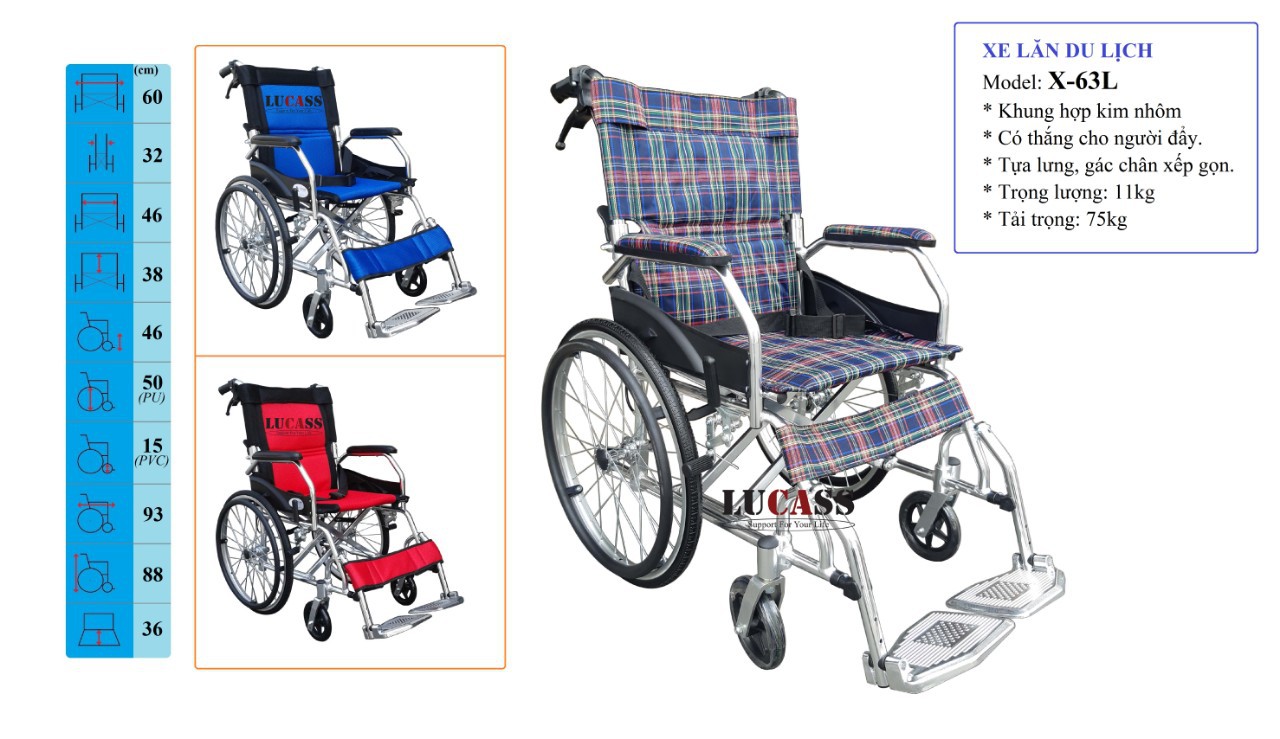 (cm)
60
32
46
38
46
50
(PU)
15
(PVC)
93
88
36
LUCASS
LUCASS
LUCASS
Support For Your Life
XE LĂN DU LỊCH
Model: X-63L
* Khung hợp kim nhôm
* Có thắng cho người đẩy.
* Tựa lưng, gác chân xếp gọn.
* Trọng lượng: 11kg
* Tải trọng: 75kg